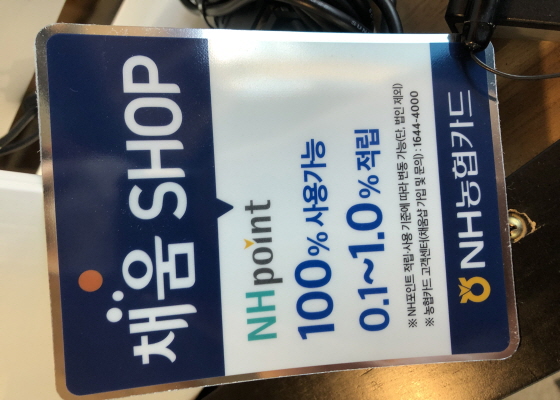 채움 SHOP
NHpoint
100% 사용가능
0.1~1.0% 적립
※ NH포인트 적립·사용 기준에 따라 변동 가능(단, 법인 제외)
※ 농협카드 고객센터(채움샵 가입 및 문의) : 1644-4000
NH농협카드